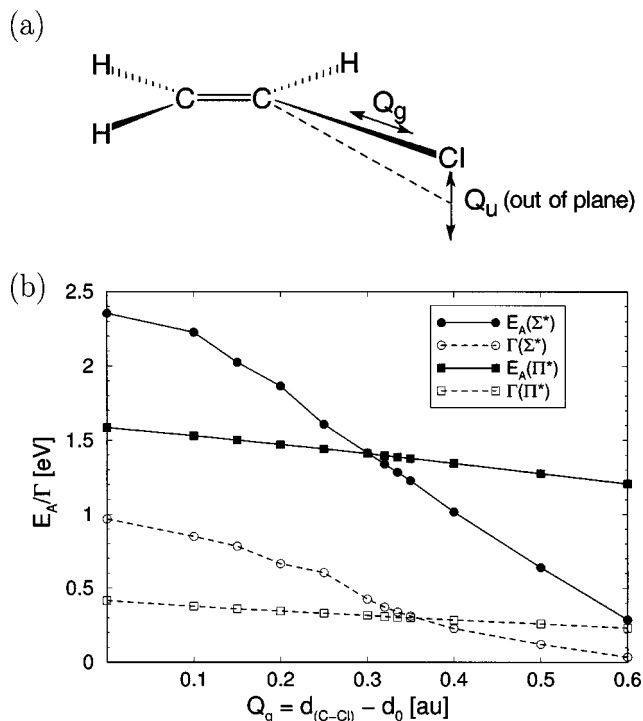 (a)
H H
C C
Q_g
H Cl
Q_u (out of plane)
(b)
2.5
2
1.5
1
0.5
0
E_A/Γ [eV]
E_A(Σ*)
Γ(Σ*)
E_A(Π*)
Γ(Π*)
0.1 0.2 0.3 0.4 0.5 0.6
Q_g = d_(C−Cl) − d_0 [au]